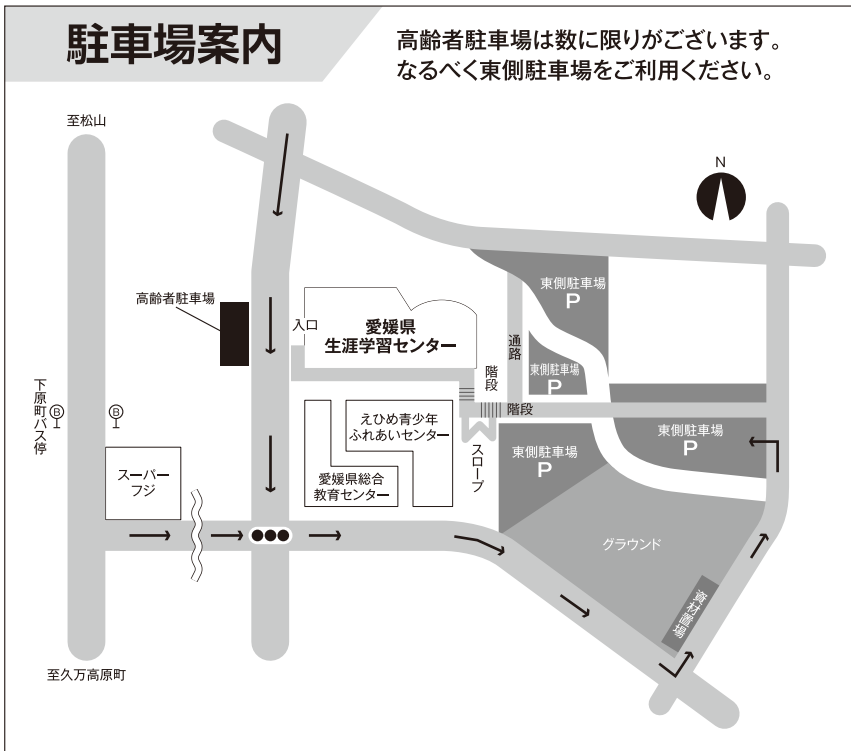 駐車場案内
高齢者駐車場は数に限りがございます。
なるべく東側駐車場をご利用ください。
至松山
N
東側駐車場
P
高齢者駐車場
入口
愛媛県
生涯学習センター
通路
東側駐車場
P
階段
階段
下原町バス停
B
B
えひめ青少年
ふれあいセンター
東側駐車場
P
スロープ
東側駐車場
P
スーパー
フジ
愛媛県総合
教育センター
グラウンド
資材置場
至久万高原町